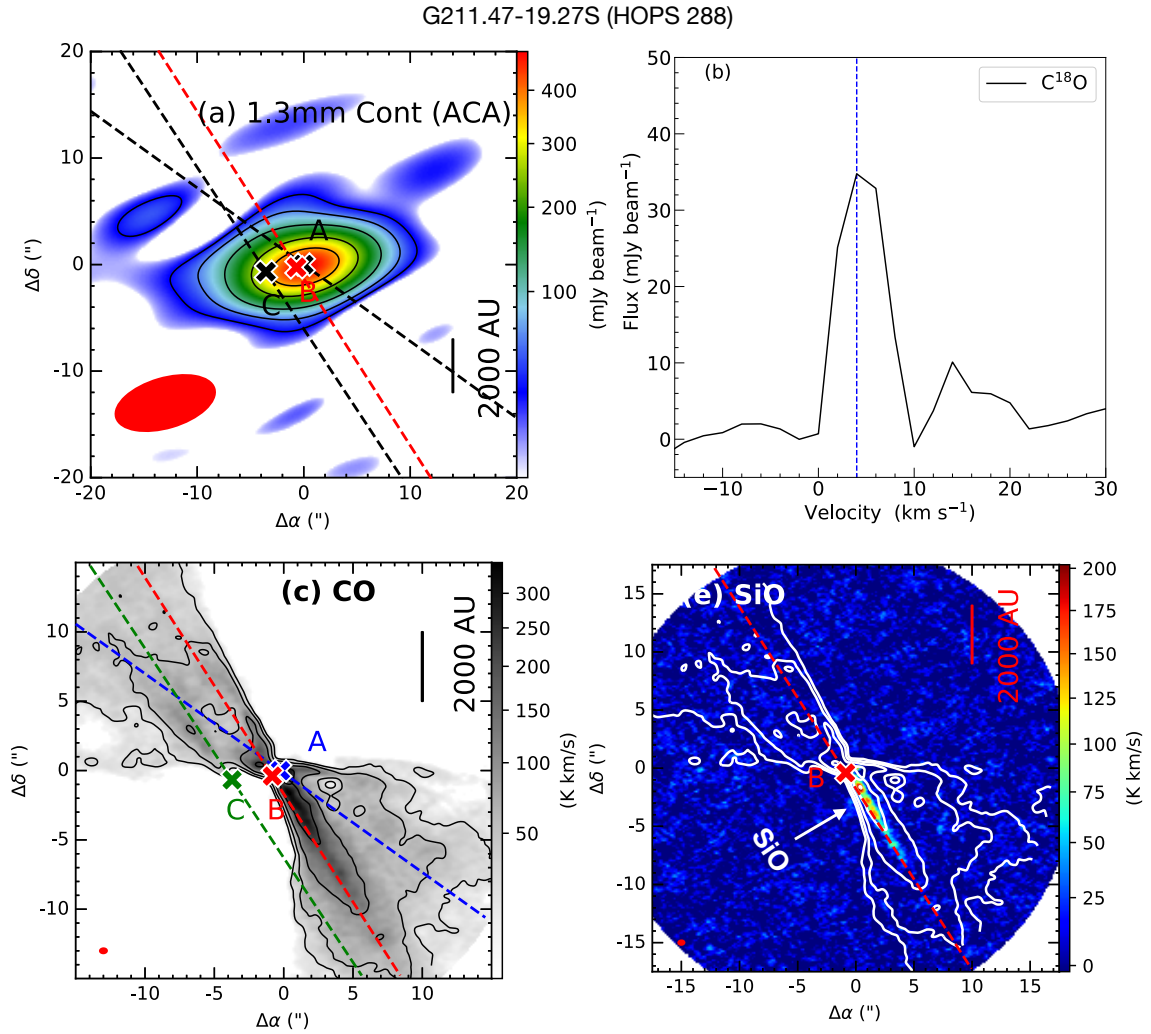 G211.47-19.27S (HOPS 288)
(a) 1.3mm Cont (ACA)
20
10
0
-10
-20
-20
-10
0
10
20
Δδ (")
Δα (")
A
B
C
2000 AU
400
300
200
100
(mJy beam⁻¹)
(b)
C¹⁸O
50
40
30
20
10
0
−10
0
10
20
30
Flux (mJy beam⁻¹)
Velocity (km s⁻¹)
(c) CO
10
5
0
-5
-10
-10
-5
0
5
10
Δδ (")
Δα (")
A
B
C
2000 AU
300
250
200
150
100
50
(K km/s)
(e) SiO
15
10
5
0
-5
-10
-15
-15
-10
-5
0
5
10
15
Δδ (")
Δα (")
B
SiO
2000 AU
200
175
150
125
100
75
50
25
0
(K km/s)